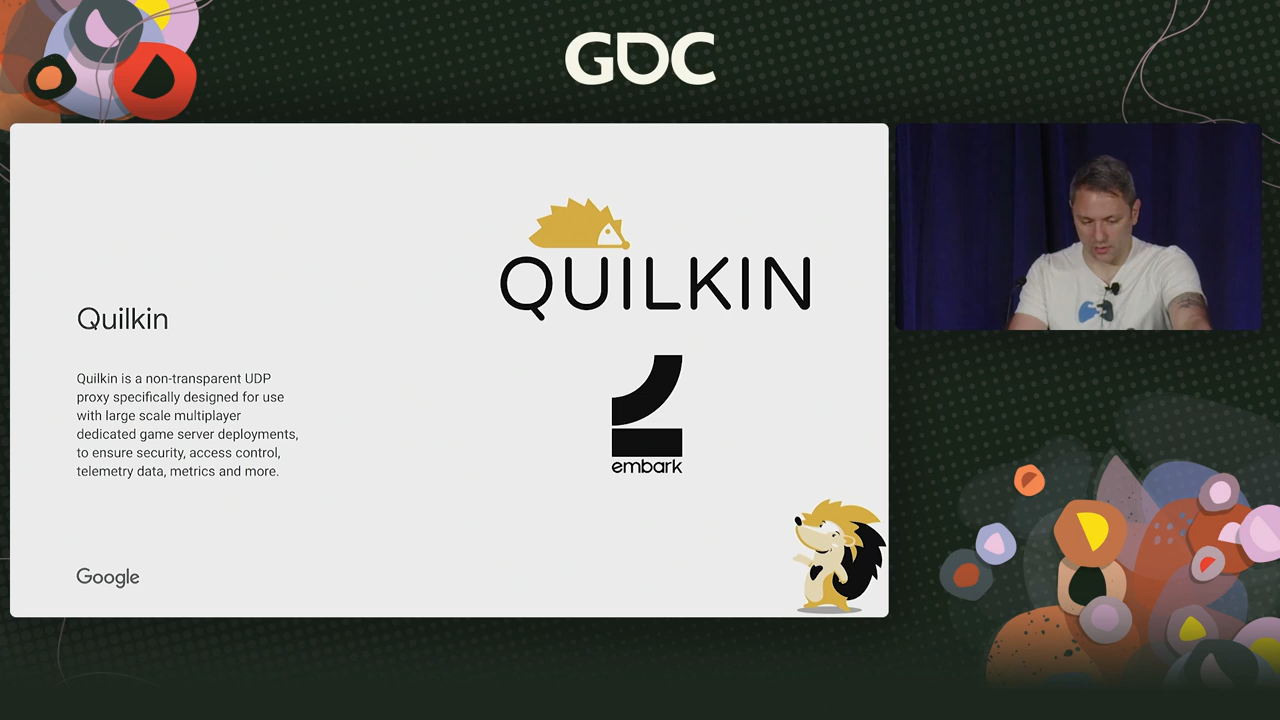 GDC
QUILKIN
Quilkin
embark
Quilkin is a non-transparent UDP
proxy specifically designed for use
with large scale multiplayer
dedicated game server deployments,
to ensure security, access control,
telemetry data, metrics and more.
Google